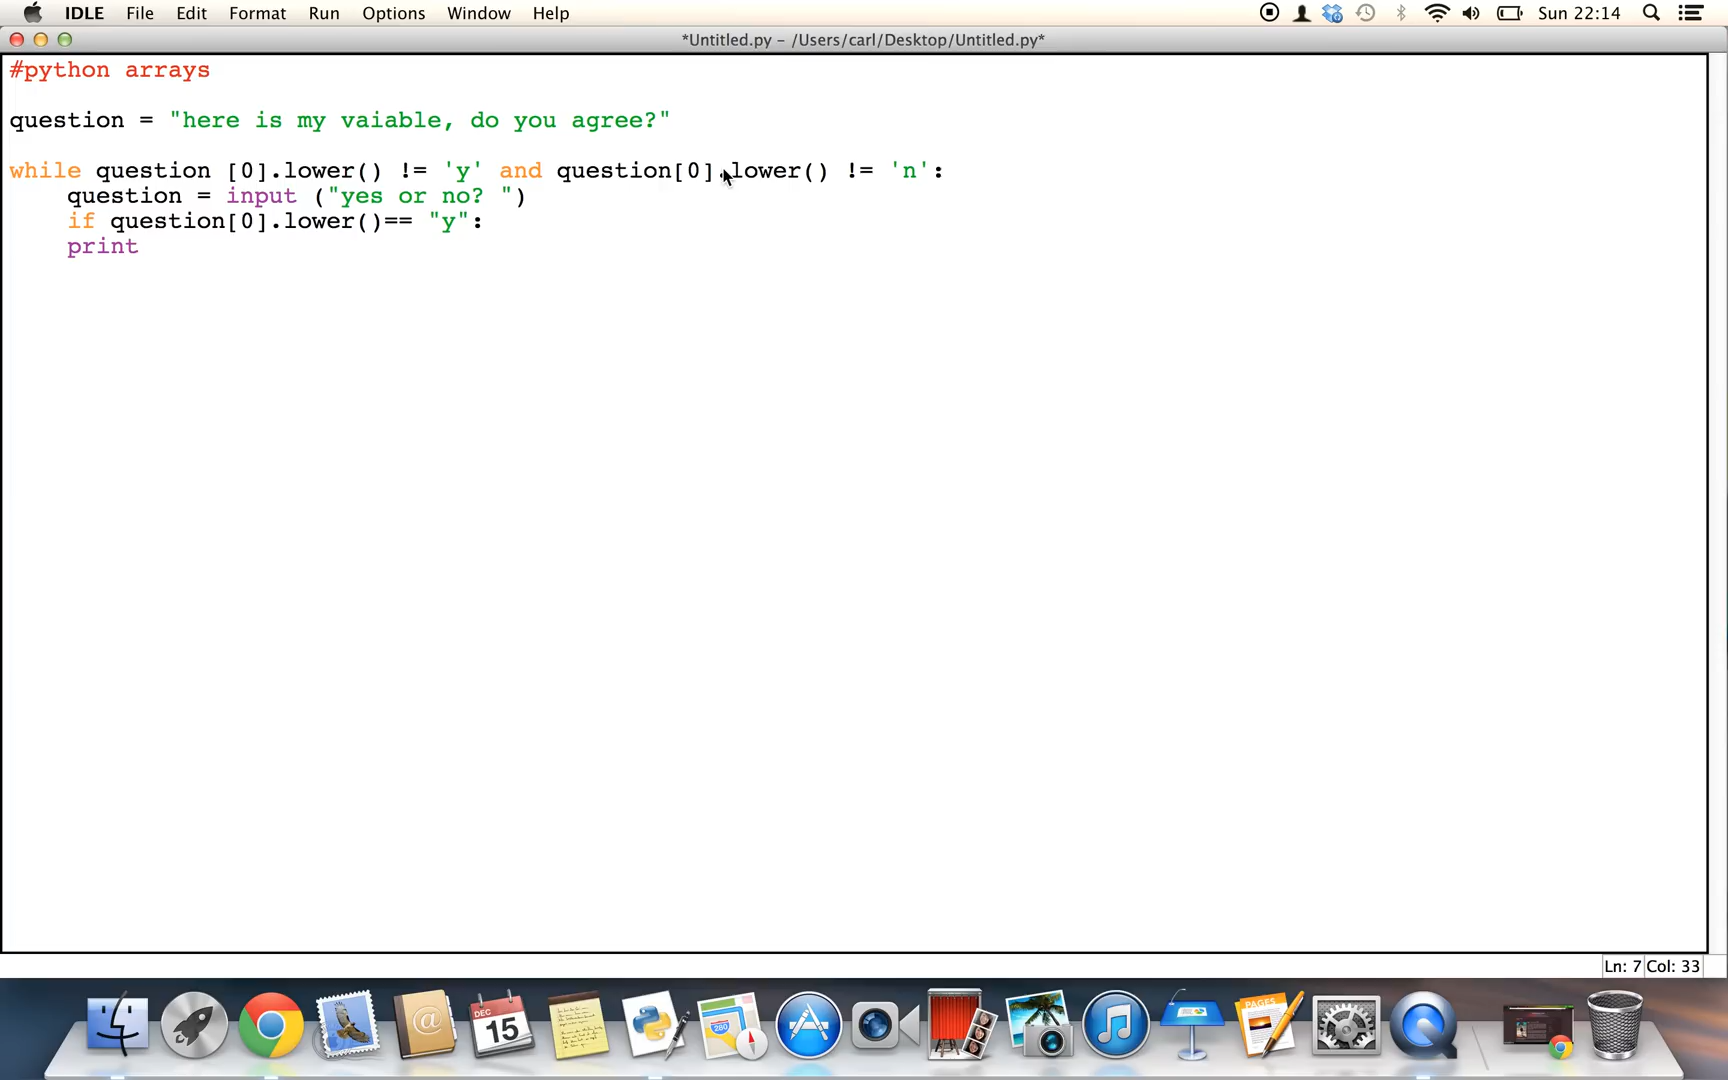 IDLE File Edit Format Run Options Window Help Sun 22:14
*Untitled.py - /Users/carl/Desktop/Untitled.py*
#python arrays
question = "here is my vaiable, do you agree?"
while question [0].lower() != 'y' and question[0].lower() != 'n':
question = input ("yes or no? ")
if question[0].lower()== "y":
print
Ln: 7 Col: 33
DEC
15
280
PAGES